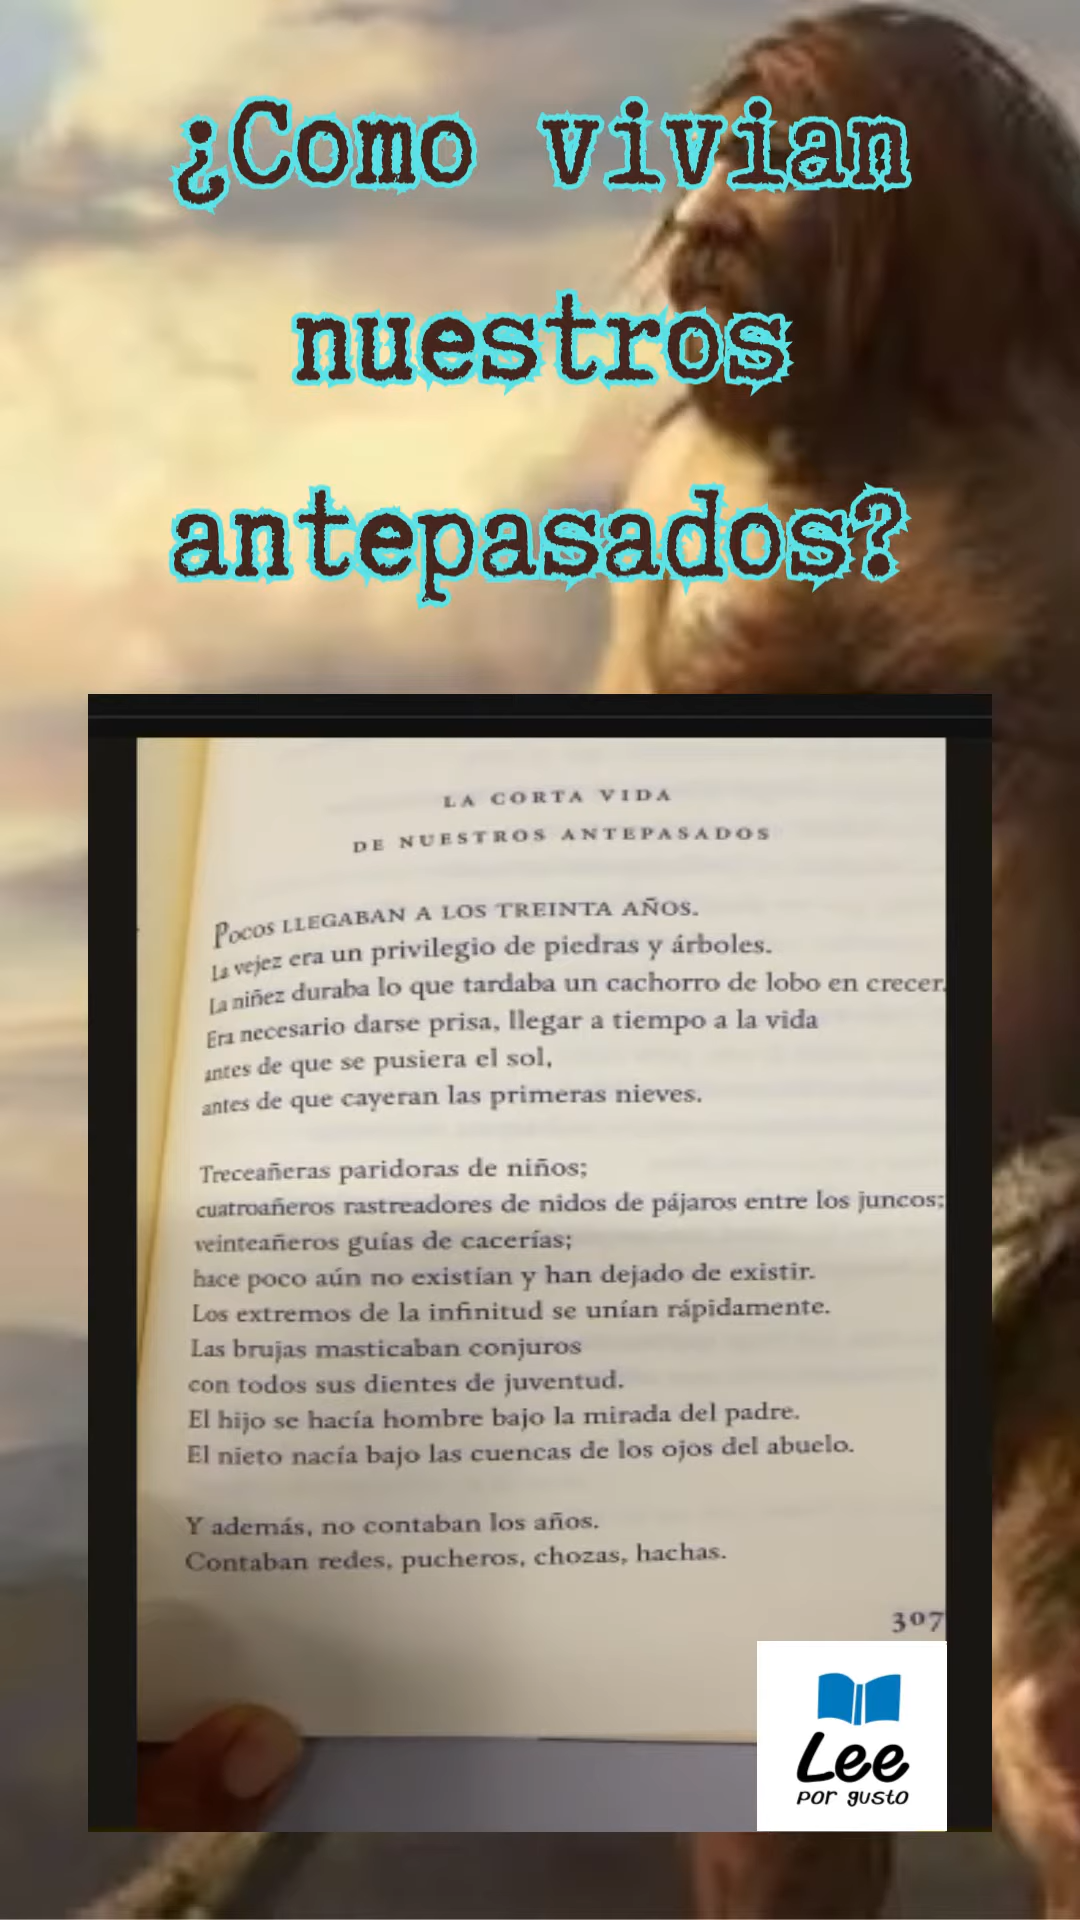 ¿Como vivian
nuestros
antepasados?
LA CORTA VIDA
DE NUESTROS ANTEPASADOS
POCOS LLEGABAN A LOS TREINTA AÑOS.
La vejez era un privilegio de piedras y árboles.
La niñez duraba lo que tardaba un cachorro de lobo en crecer.
Era necesario darse prisa, llegar a tiempo a la vida
antes de que se pusiera el sol,
antes de que cayeran las primeras nieves.
Treceañeras paridoras de niños;
cuatroañeros rastreadores de nidos de pájaros entre los juncos;
veinteañeros guías de cacerías;
hace poco aún no existían y han dejado de existir.
Los extremos de la infinitud se unían rápidamente.
Las brujas masticaban conjuros
con todos sus dientes de juventud.
El hijo se hacía hombre bajo la mirada del padre.
El nieto nacía bajo las cuencas de los ojos del abuelo.
Y además, no contaban los años.
Contaban redes, pucheros, chozas, hachas.
307
Lee
por gusto